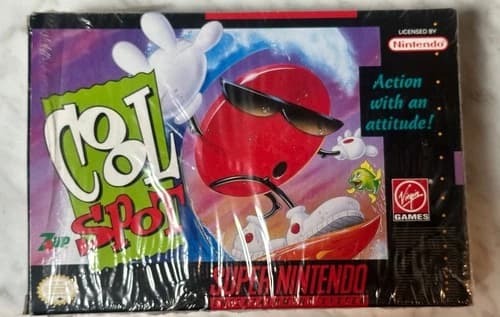 LICENSED BY
Nintendo
Action
with an
attitude!
COOL
SPOT
7UP
Virgin
GAMES
SUPER NINTENDO